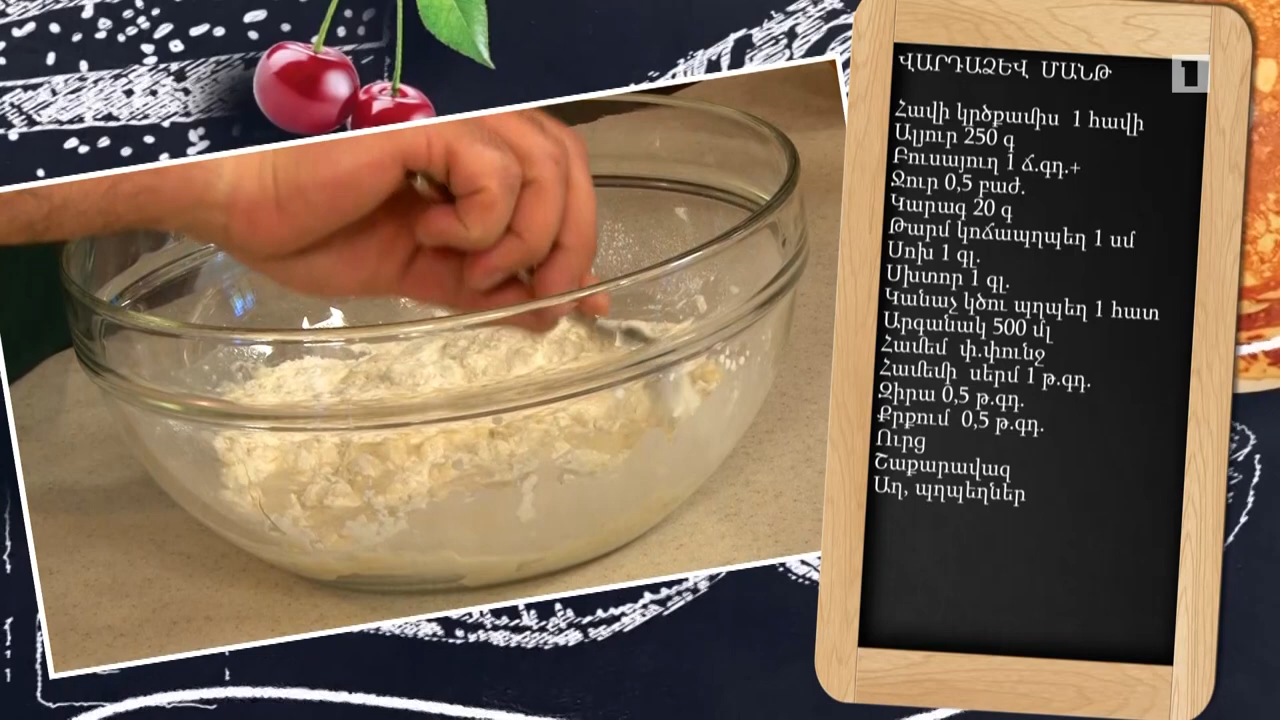 ՎԱՐԴԱՁԵՎ ՄԱՆԹ
1
Հավի կրծքամիս 1 հավի
Ալյուր 250 գ
Բուսայուղ 1 ճ.գդ.+
Ջուր 0,5 բաժ.
Կարագ 20 գ
Թարմ կոճապղպեղ 1 սմ
Սոխ 1 գլ.
Սխտոր 1 գլ.
Կանաչ կծու պղպեղ 1 հատ
Արգանակ 500 մլ
Համեմ փ.փունջ
Համեմի սերմ 1 թ.գդ.
Զիրա 0,5 թ.գդ.
Քրքում 0,5 թ.գդ.
Ուրց
Շաքարավազ
Աղ, պղպեղներ